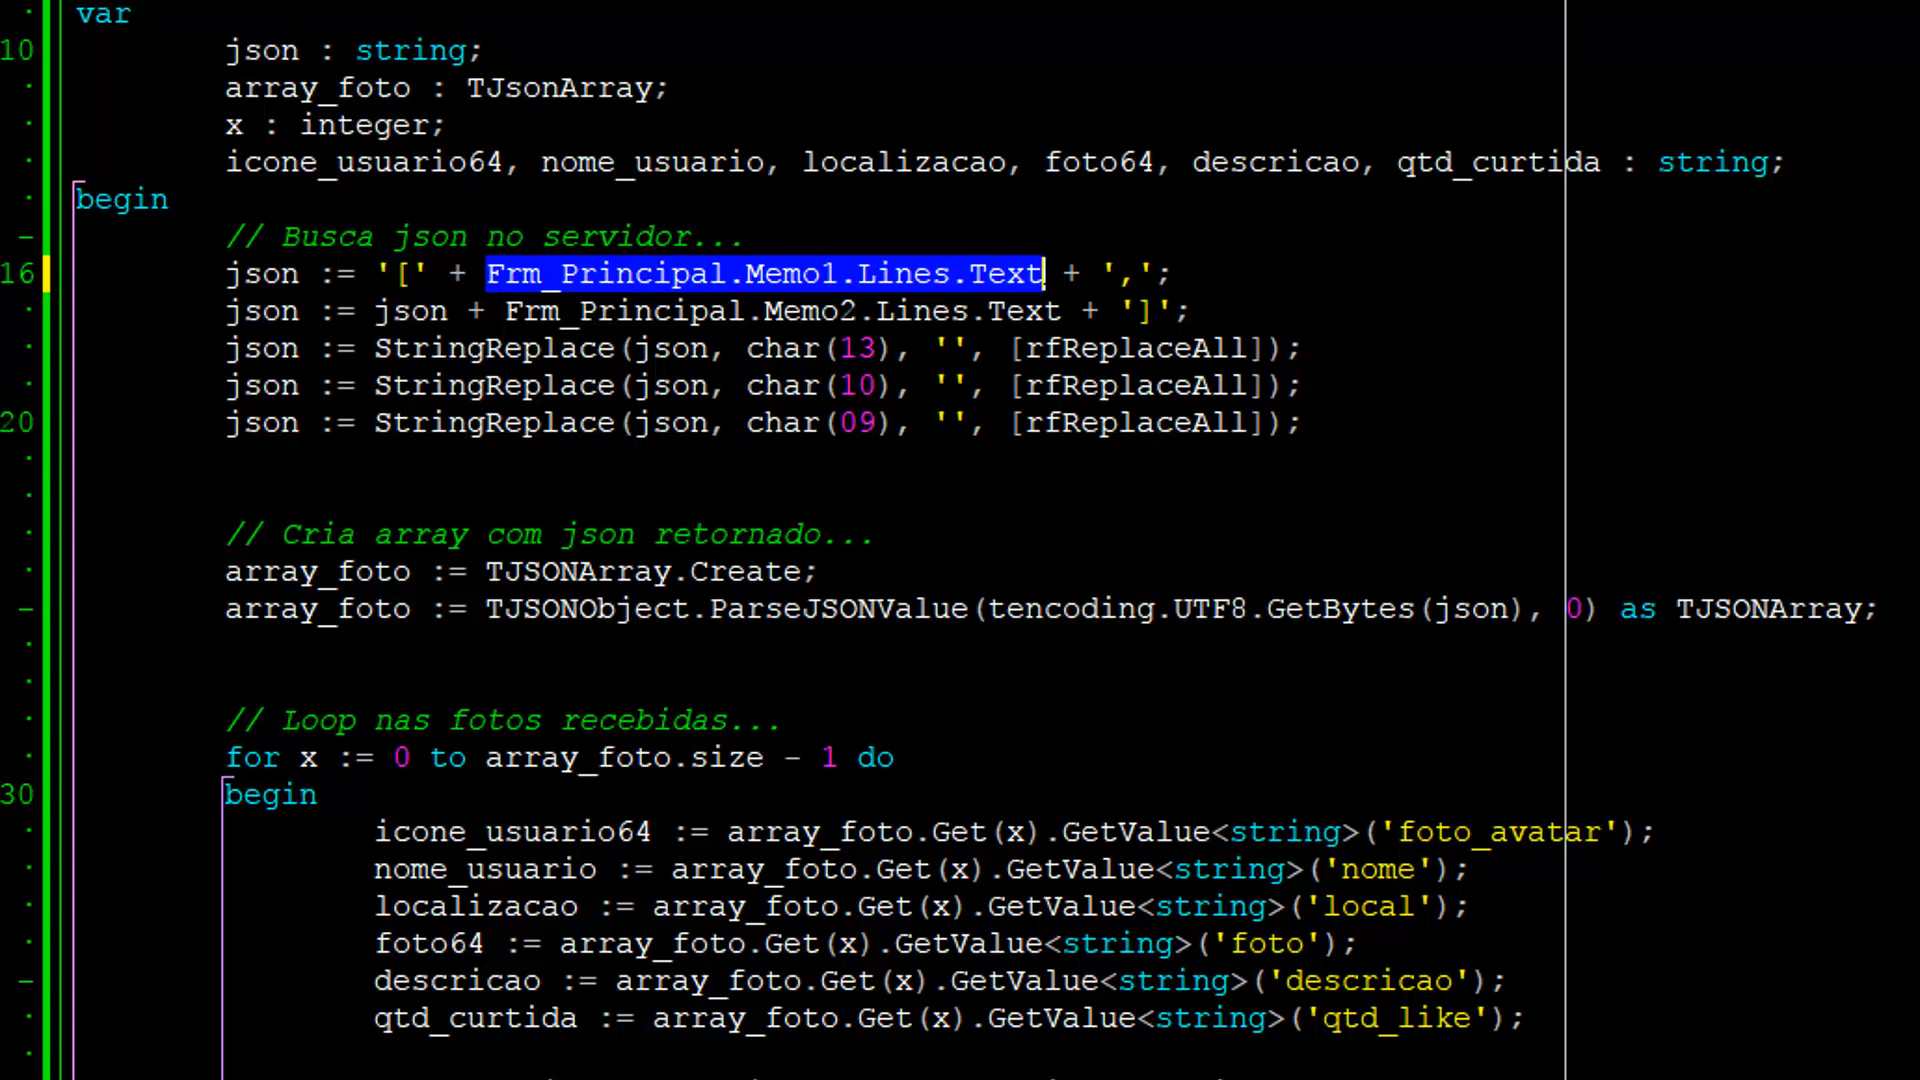 var
10 json : string;
array_foto : TJsonArray;
x : integer;
icone_usuario64, nome_usuario, localizacao, foto64, descricao, qtd_curtida : string;
begin
// Busca json no servidor...
16 json := '[' + Frm_Principal.Memo1.Lines.Text + ',';
json := json + Frm_Principal.Memo2.Lines.Text + ']';
json := StringReplace(json, char(13), '', [rfReplaceAll]);
json := StringReplace(json, char(10), '', [rfReplaceAll]);
20 json := StringReplace(json, char(09), '', [rfReplaceAll]);
// Cria array com json retornado...
array_foto := TJSONArray.Create;
array_foto := TJSONObject.ParseJSONValue(tencoding.UTF8.GetBytes(json), 0) as TJSONArray;
// Loop nas fotos recebidas...
for x := 0 to array_foto.size - 1 do
30 begin
icone_usuario64 := array_foto.Get(x).GetValue<string>('foto_avatar');
nome_usuario := array_foto.Get(x).GetValue<string>('nome');
localizacao := array_foto.Get(x).GetValue<string>('local');
foto64 := array_foto.Get(x).GetValue<string>('foto');
descricao := array_foto.Get(x).GetValue<string>('descricao');
qtd_curtida := array_foto.Get(x).GetValue<string>('qtd_like');